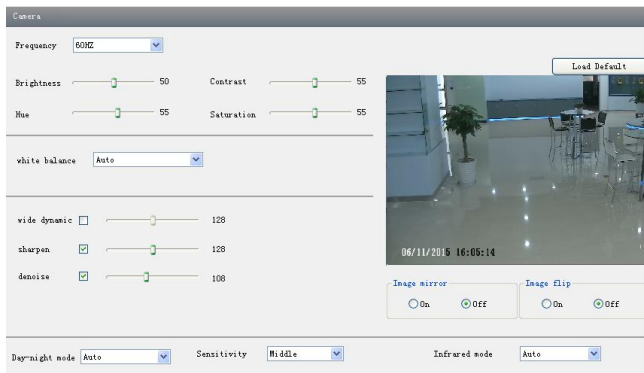 Camera
Frequency 60HZ
Load Default
Brightness 50 Contrast 55
Hue 55 Saturation 55
white balance Auto
wide dynamic 128
sharpen 128
denoise 108
06/11/2015 16:05:14
Image mirror Image flip
On Off On Off
Day-night mode Auto Sensitivity Middle Infrared mode Auto